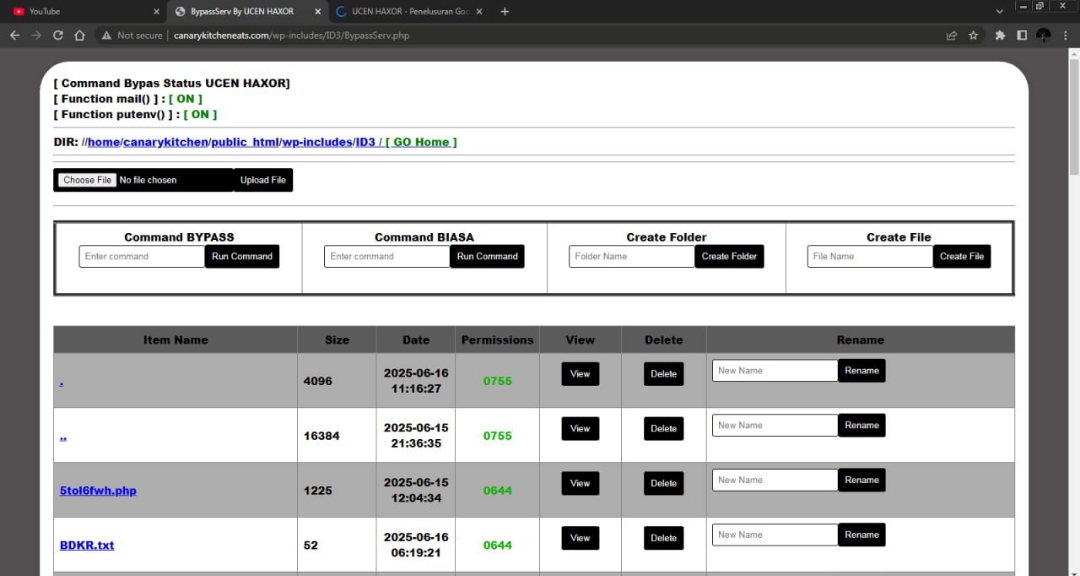 YouTube
BypassServ By UCEN HAXOR
UCEN HAXOR - Penelusuran Goo
Not secure | canarykitcheneats.com/wp-includes/ID3/BypassServ.php
[ Command Bypas Status UCEN HAXOR]
[ Function mail() ] : [ ON ]
[ Function putenv() ] : [ ON ]
DIR: //home/canarykitchen/public_html/wp-includes/ID3 / [ GO Home ]
Choose File No file chosen Upload File
Command BYPASS Command BIASA Create Folder Create File
Enter command Run Command Enter command Run Command Folder Name Create Folder File Name Create File
Item Name Size Date Permissions View Delete Rename
. 4096 2025-06-16 11:16:27 0755 View Delete New Name Rename
.. 16384 2025-06-15 21:36:35 0755 View Delete New Name Rename
5tol6fwh.php 1225 2025-06-15 12:04:34 0644 View Delete New Name Rename
BDKR.txt 52 2025-06-16 06:19:21 0644 View Delete New Name Rename